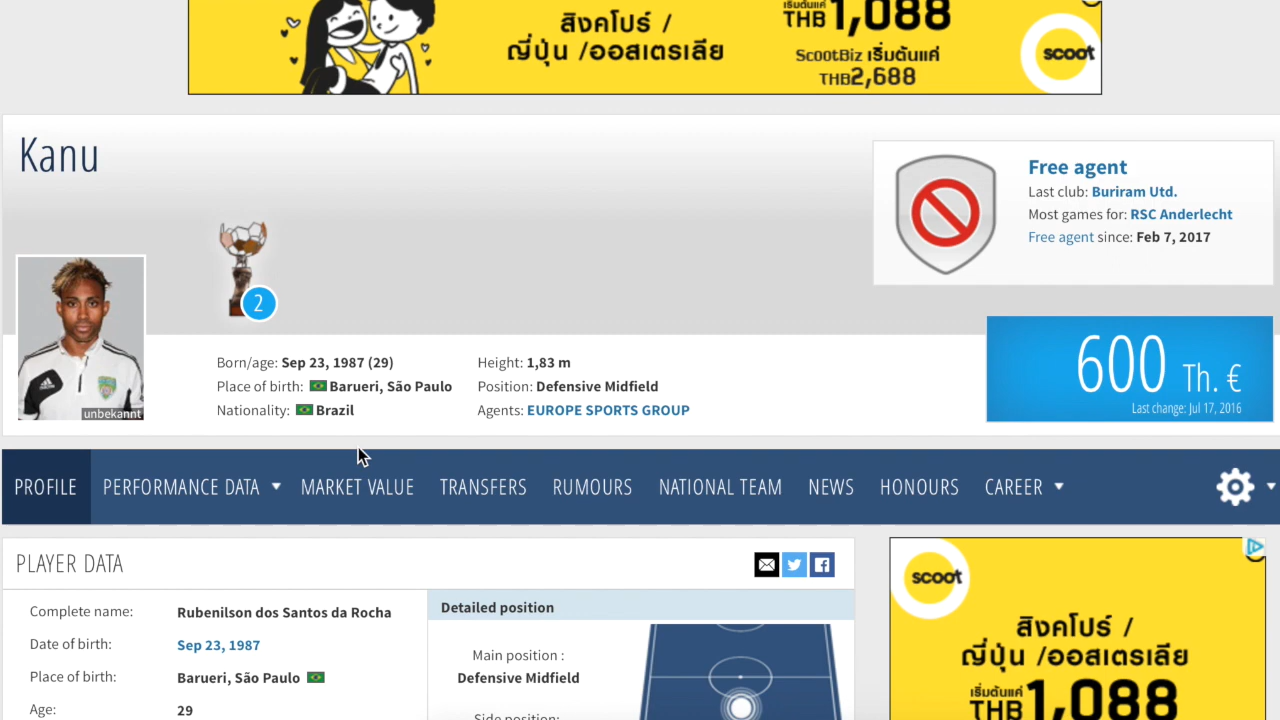 สิงคโปร์ /
ญี่ปุ่น /ออสเตรเลีย
เริ่มต้นแค่
THB 1,088
ScootBiz เริ่มต้นแค่
THB2,688
scoot
Kanu
Free agent
Last club: Buriram Utd.
Most games for: RSC Anderlecht
Free agent since: Feb 7, 2017
2
unbekannt
Born/age: Sep 23, 1987 (29)
Place of birth: Barueri, São Paulo
Nationality: Brazil
Height: 1,83 m
Position: Defensive Midfield
Agents: EUROPE SPORTS GROUP
600 Th. €
Last change: Jul 17, 2016
PROFILE PERFORMANCE DATA MARKET VALUE TRANSFERS RUMOURS NATIONAL TEAM NEWS HONOURS CAREER
PLAYER DATA
Complete name: Rubenilson dos Santos da Rocha
Date of birth: Sep 23, 1987
Place of birth: Barueri, São Paulo
Age: 29
Detailed position
Main position :
Defensive Midfield
Side position:
scoot
สิงคโปร์ /
ญี่ปุ่น /ออสเตรเลีย
เริ่มต้นแค่
THB 1,088